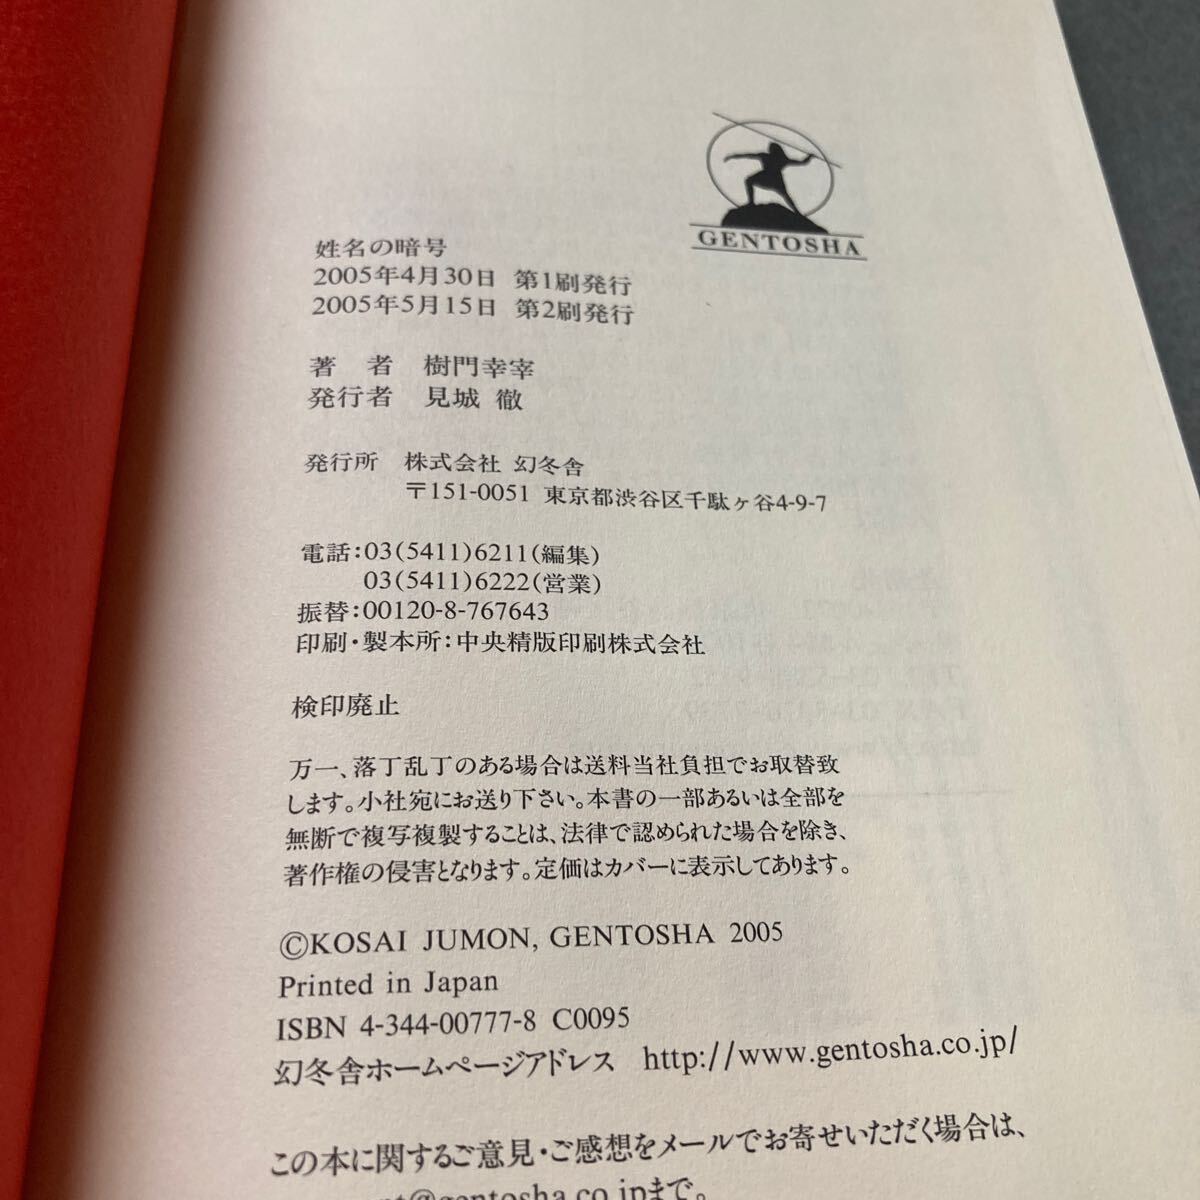 GENTOSHA
姓名の暗号
2005年4月30日 第1刷発行
2005年5月15日 第2刷発行
著 者 樹門幸宰
発行者 見城 徹
発行所 株式会社 幻冬舎
〒151-0051 東京都渋谷区千駄ヶ谷4-9-7
電話:03(5411)6211(編集)
03(5411)6222(営業)
振替:00120-8-767643
印刷・製本所:中央精版印刷株式会社
検印廃止
万一、落丁乱丁のある場合は送料当社負担でお取替致
します。小社宛にお送り下さい。本書の一部あるいは全部を
無断で複写複製することは、法律で認められた場合を除き、
著作権の侵害となります。定価はカバーに表示してあります。
©KOSAI JUMON, GENTOSHA 2005
Printed in Japan
ISBN 4-344-00777-8 C0095
幻冬舎ホームページアドレス http://www.gentosha.co.jp/
この本に関するご意見・ご感想をメールでお寄せいただく場合は、
@gentosha.co.jpまで。